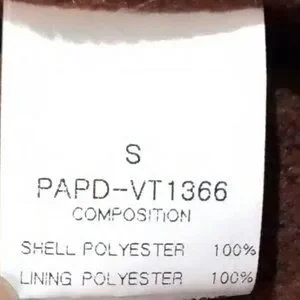 S
PAPD-VT1366
COMPOSITION
SHELL POLYESTER 100%
LINING POLYESTER 100%